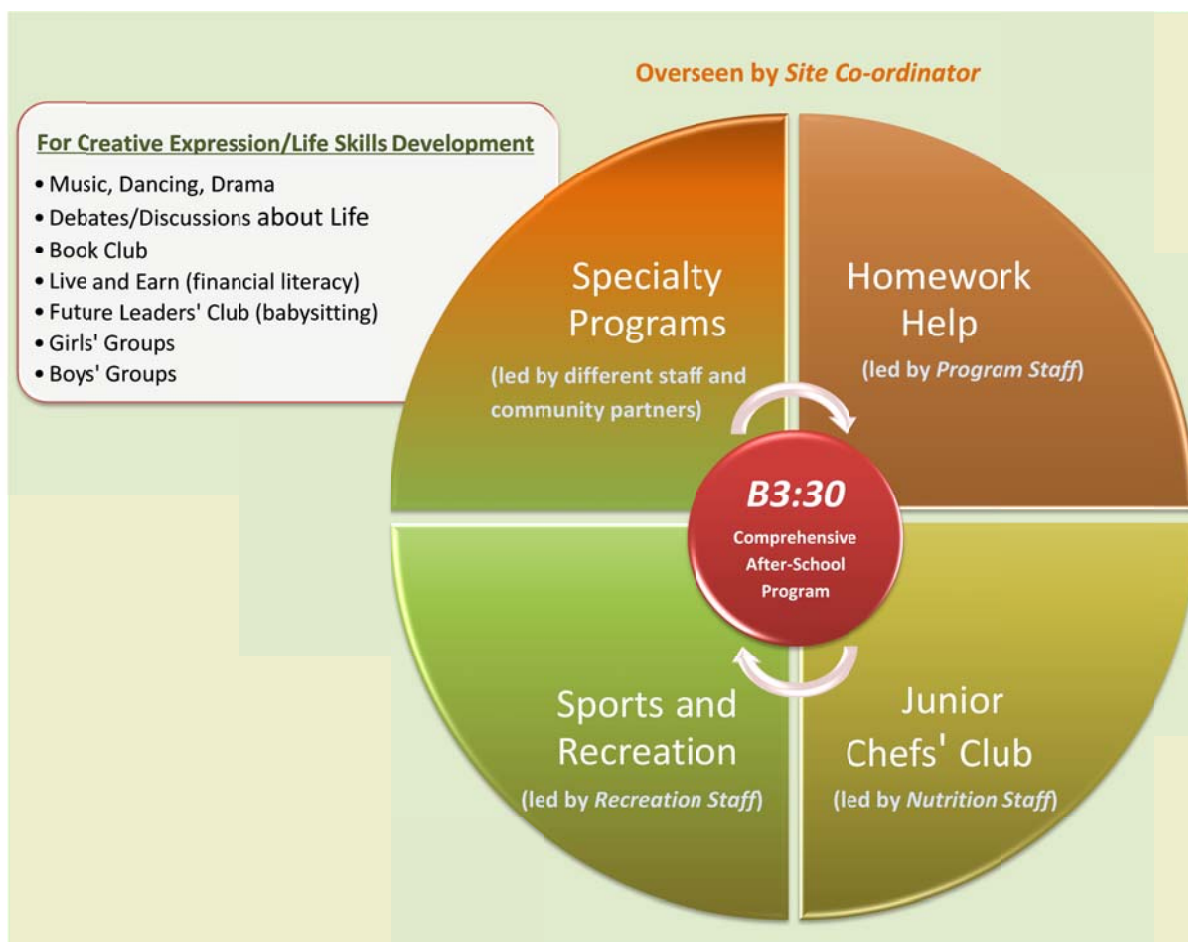 Overseen by Site Co-ordinator
For Creative Expression/Life Skills Development
• Music, Dancing, Drama
• Debates/Discussions about Life
• Book Club
• Live and Earn (financial literacy)
• Future Leaders' Club (babysitting)
• Girls' Groups
• Boys' Groups
Specialty
Programs
(led by different staff and
community partners)
Homework
Help
(led by Program Staff)
B3:30
Comprehensive
After-School
Program
Sports and
Recreation
(led by Recreation Staff)
Junior
Chefs' Club
(led by Nutrition Staff)